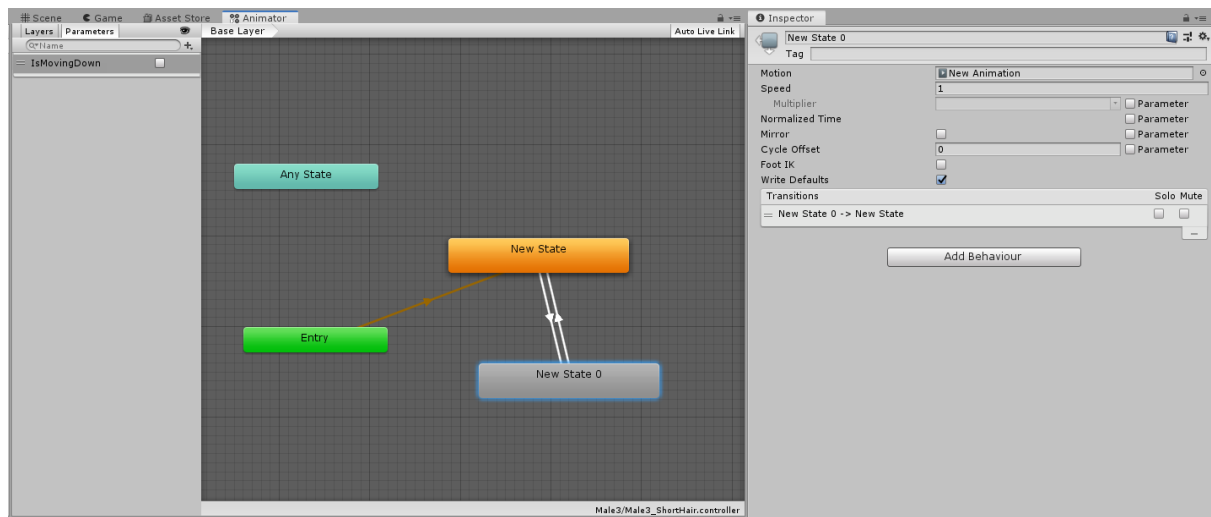 Scene Game Asset Store Animator
Layers Parameters Base Layer Auto Live Link
Name
IsMovingDown
Any State
New State
Entry
New State 0
Male3/Male3_ShortHair.controller
Inspector
New State 0
Tag
Motion New Animation
Speed 1
Multiplier Parameter
Normalized Time Parameter
Mirror Parameter
Cycle Offset 0 Parameter
Foot IK
Write Defaults
Transitions Solo Mute
New State 0 -> New State
Add Behaviour